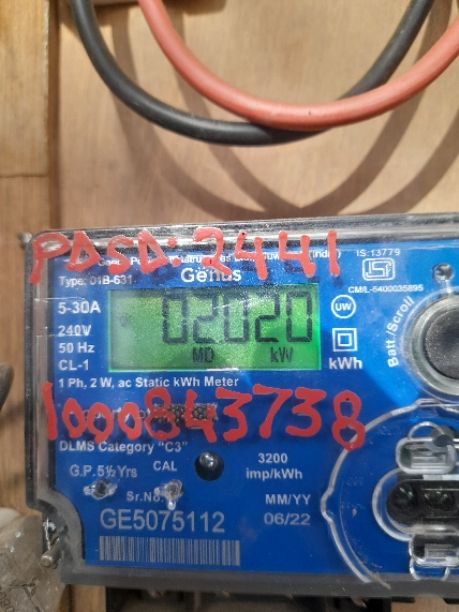 PDSD:7441
IS:13779
Genus
Type: 01B-631
CM/L-5400035895
5-30A
02020
UW
240V
50 Hz
MD kW
kWh
CL-1
Batt./Scroll
1 Ph, 2 W, ac Static kWh Meter
1000843738
DLMS Category "C3"
3200
imp/kWh
G.P. 5½ Yrs
CAL
Sr.No.
MM/YY
GE5075112
06/22